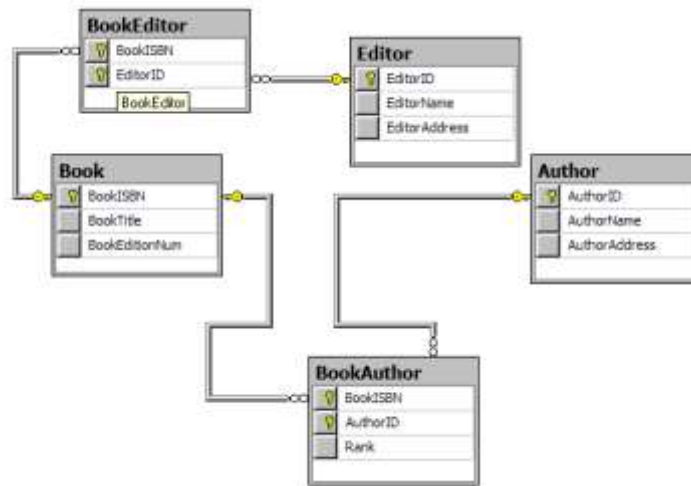 BookEditor
BookISBN
EditorID
BookEditor
Editor
EditorID
EditorName
EditorAddress
Book
BookISBN
BookTitle
BookEditionNum
Author
AuthorID
AuthorName
AuthorAddress
BookAuthor
BookISBN
AuthorID
Rank